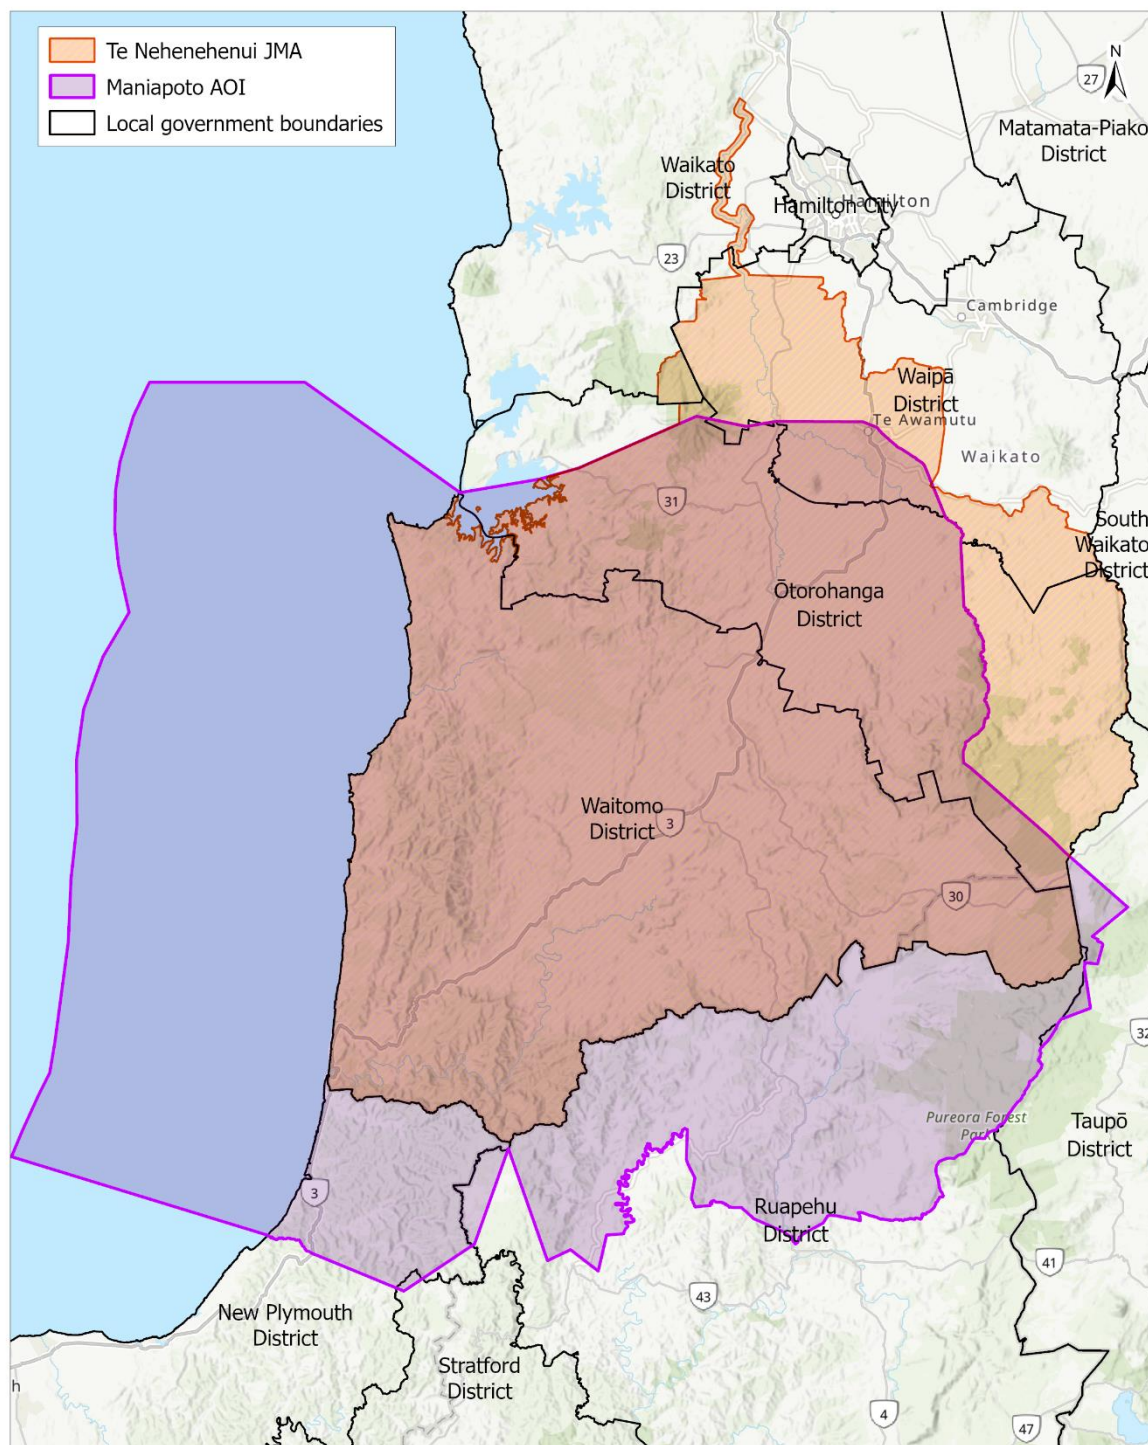 Te Nehenehenui JMA
Maniapoto AOI
Local government boundaries
N
27
Matamata-Piako
District
Waikato
District
Hamilton City
Hamilton
23
Cambridge
Waipā
District
Te Awamutu
Waikato
31
South
Waikato
District
Ōtorohanga
District
Waitomo
District
3
30
32
Pureora Forest
Park
Taupō
District
3
Ruapehu
District
41
43
New Plymouth
District
Stratford
District
h
4
47